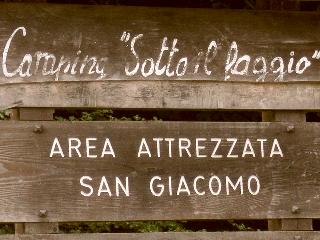 Camping "Sotto il faggio"
AREA ATTREZZATA
SAN GIACOMO